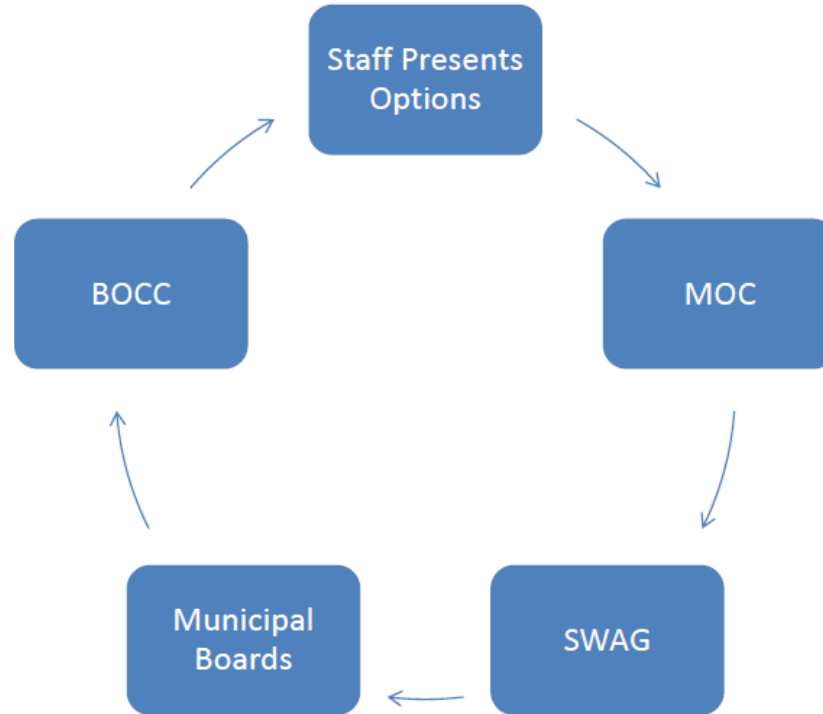 Staff Presents
Options
MOC
SWAG
Municipal
Boards
BOCC